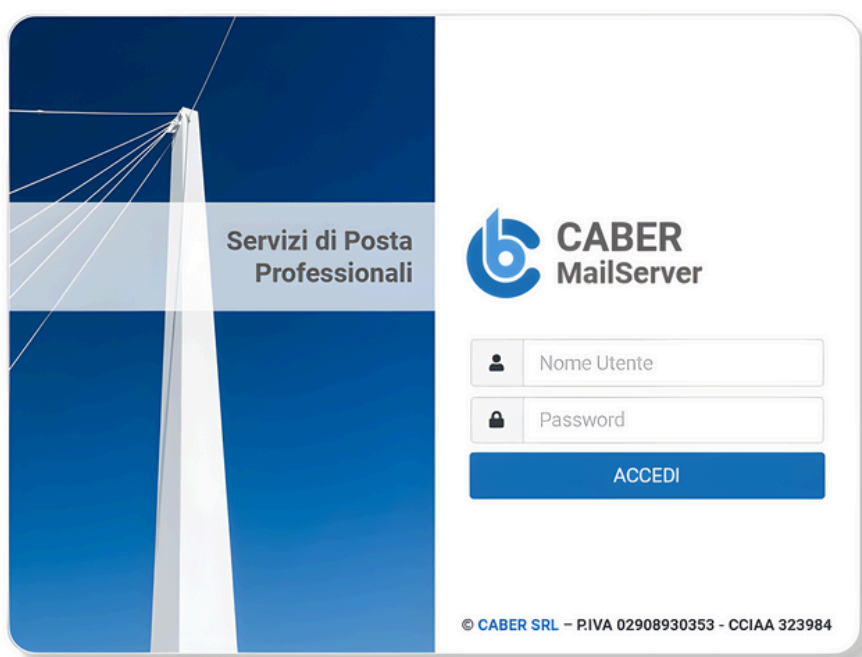 Servizi di Posta
Professionali
CABER
MailServer
Nome Utente
Password
ACCEDI
© CABER SRL – P.IVA 02908930353 - CCIAA 323984